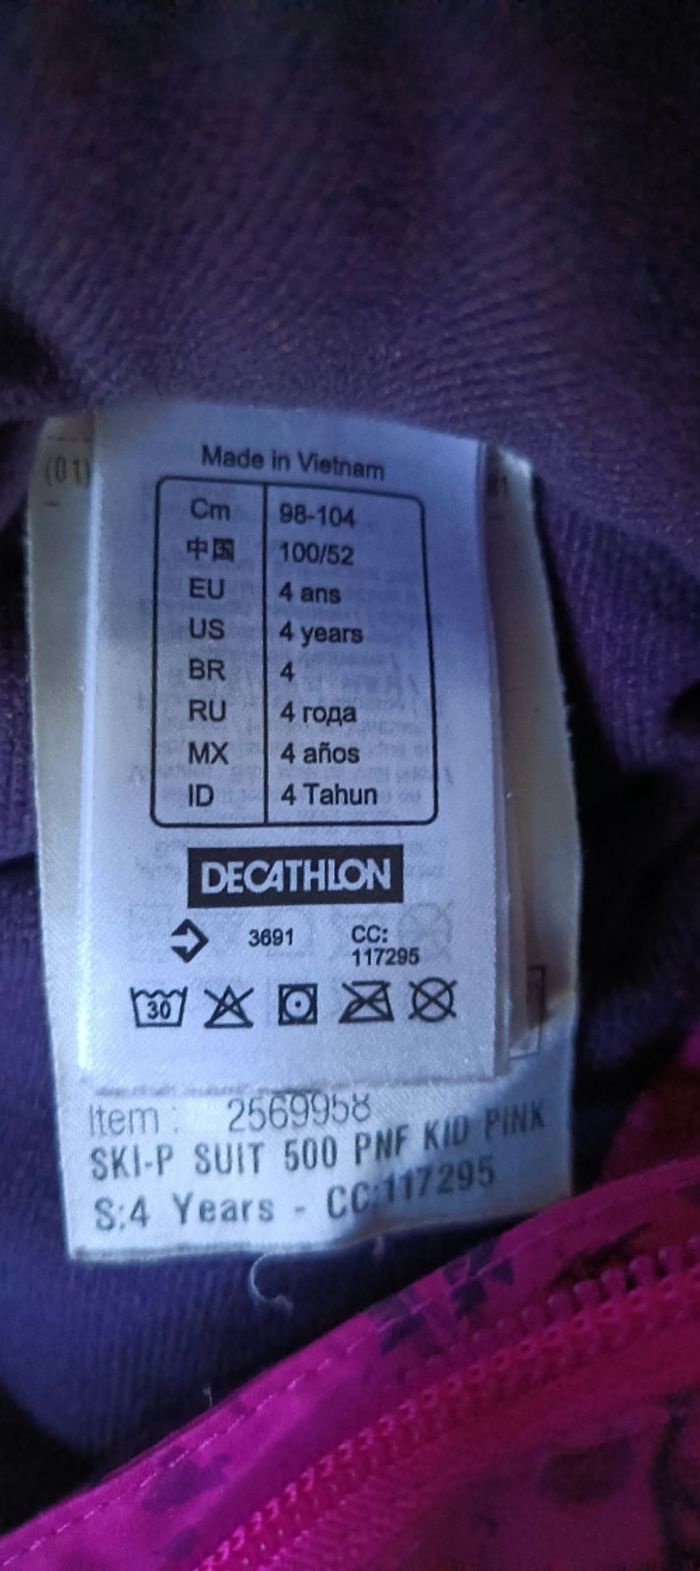 (01)
Made in Vietnam
Cm 98-104
中国 100/52
EU 4 ans
US 4 years
BR 4
RU 4 года
MX 4 años
ID 4 Tahun
DECATHLON
3691 CC:
117295
30
Item : 2569958
SKI-P SUIT 500 PNF KID PINK
S:4 Years - CC:117295